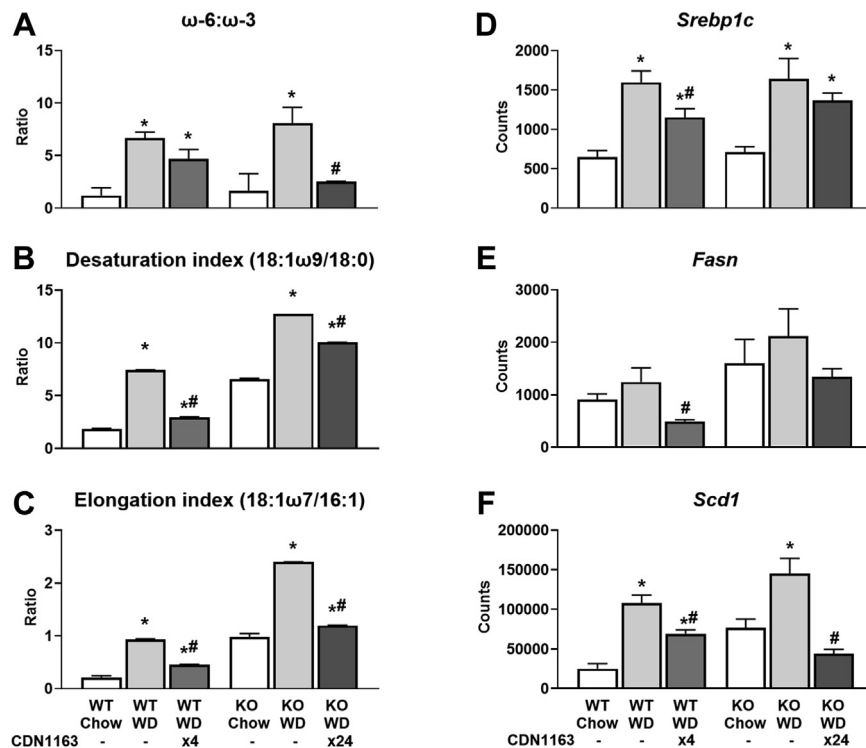 A
ω-6:ω-3
Ratio
15
10
5
0
*
*
*
#
B
Desaturation index (18:1ω9/18:0)
Ratio
15
10
5
0
*
*#
*
*#
C
Elongation index (18:1ω7/16:1)
Ratio
3
2
1
0
*
*#
*
*#
WT WT WT KO KO KO
Chow WD WD Chow WD WD
CDN1163 - - x4 - - x24
D
Srebp1c
Counts
2000
1500
1000
500
0
*
*#
*
*
E
Fasn
Counts
3000
2000
1000
0
#
F
Scd1
Counts
200000
150000
100000
50000
0
*
*#
*
#
WT WT WT KO KO KO
Chow WD WD Chow WD WD
CDN1163 - - x4 - - x24